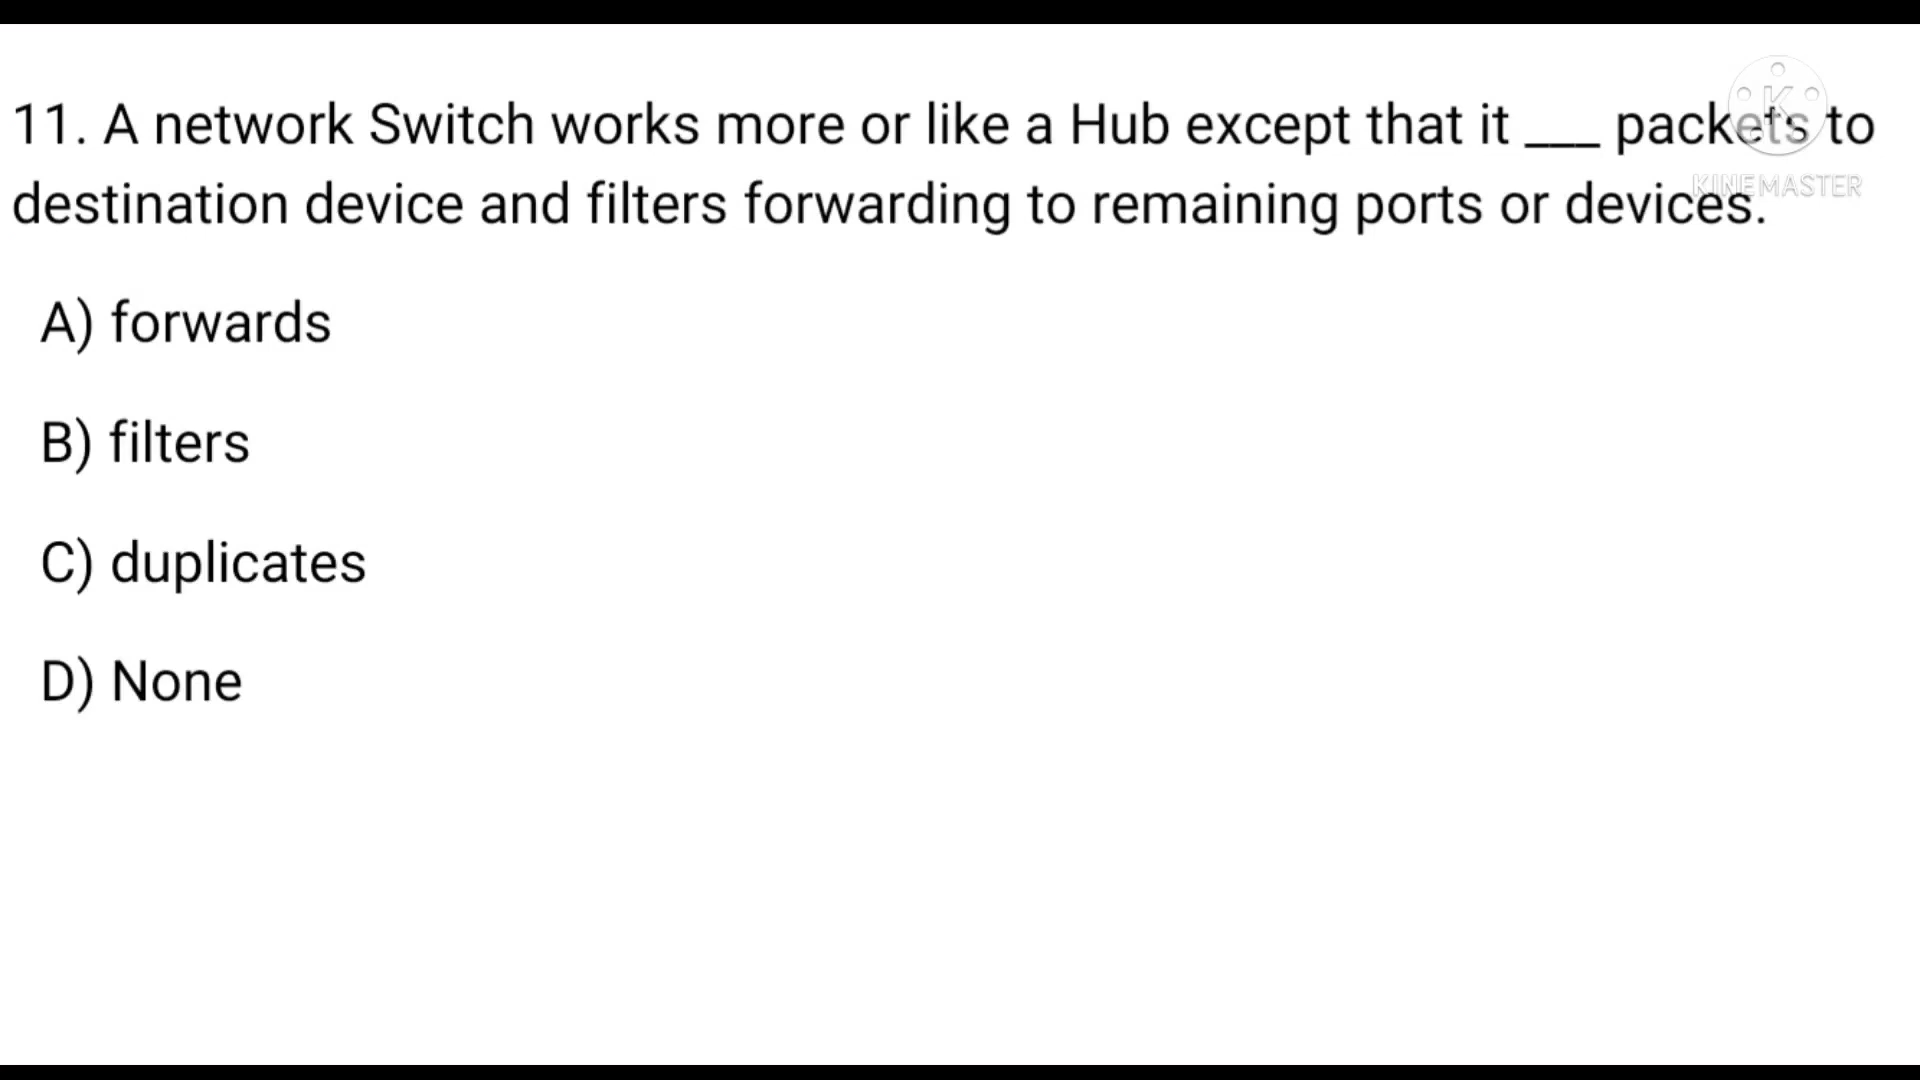 11. A network Switch works more or like a Hub except that it ___ packets to
destination device and filters forwarding to remaining ports or devices.
KINEMASTER
A) forwards
B) filters
C) duplicates
D) None